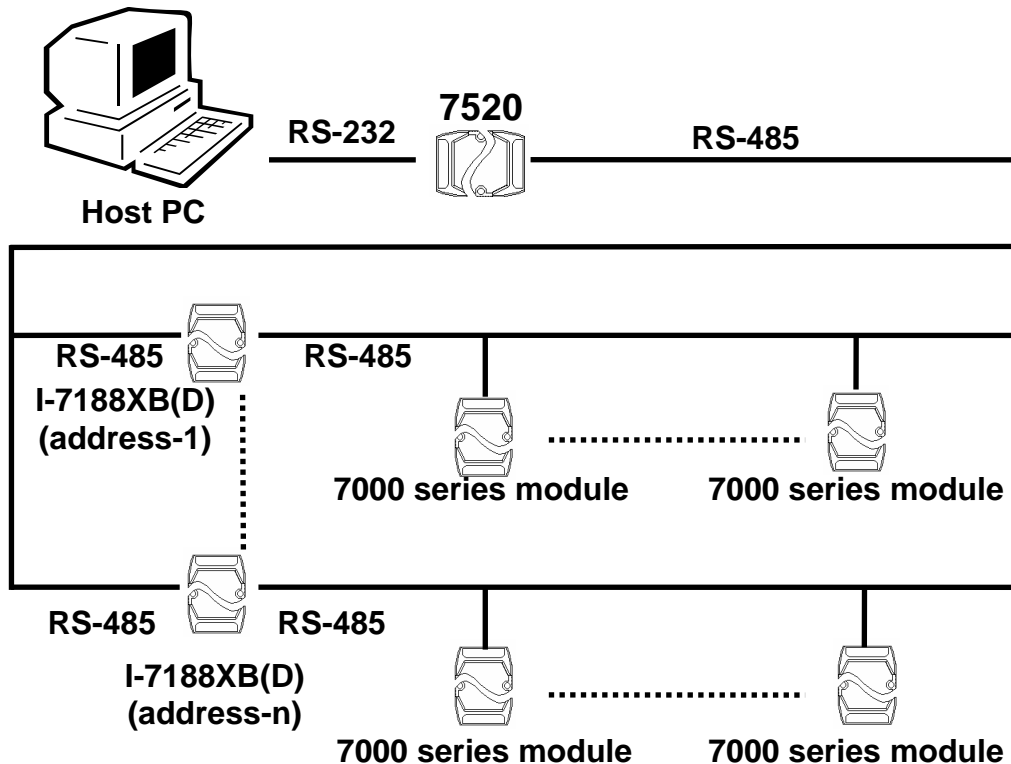 7520
RS-232
RS-485
Host PC
RS-485
RS-485
I-7188XB(D)
(address-1)
7000 series module
7000 series module
RS-485
RS-485
I-7188XB(D)
(address-n)
7000 series module
7000 series module